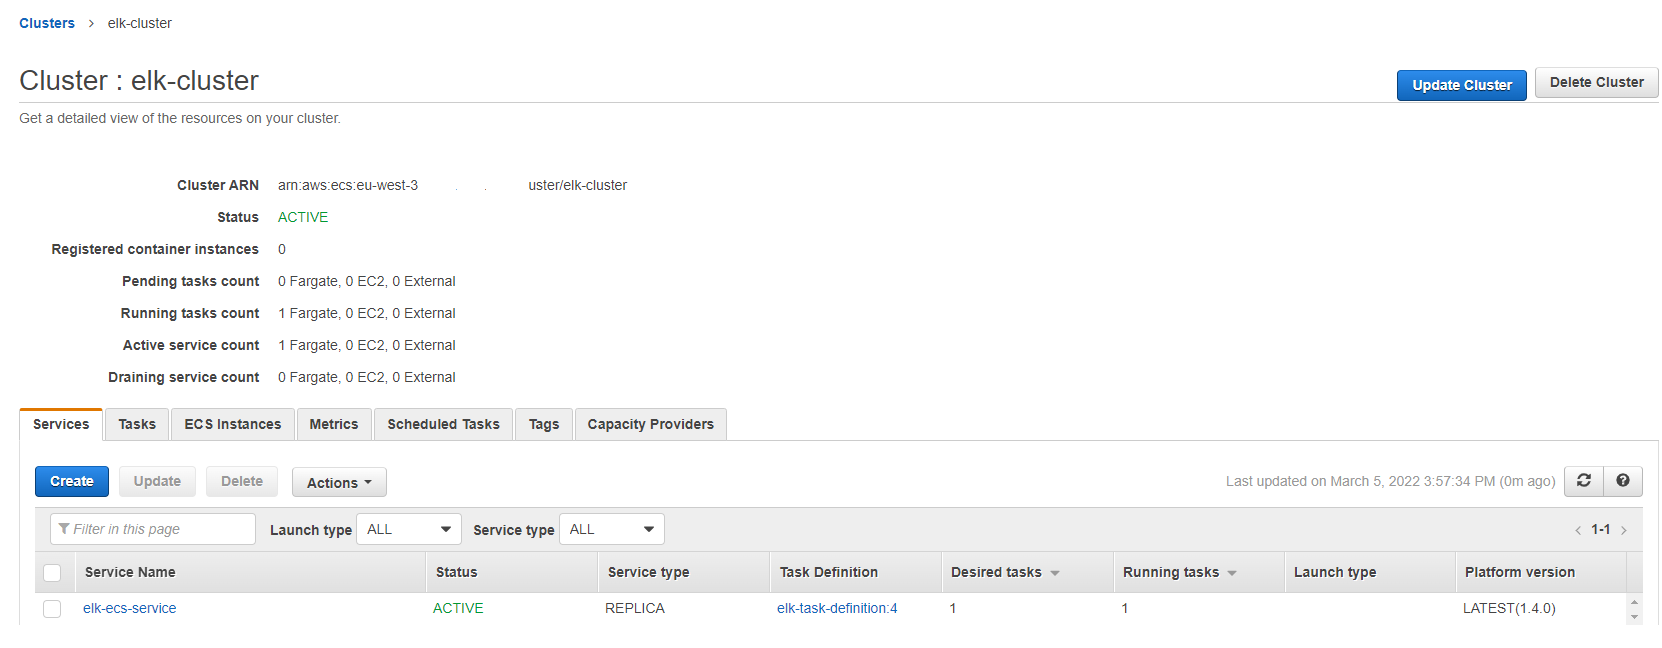 Clusters > elk-cluster
Cluster : elk-cluster
Update Cluster Delete Cluster
Get a detailed view of the resources on your cluster.
Cluster ARN arn:aws:ecs:eu-west-3 uster/elk-cluster
Status ACTIVE
Registered container instances 0
Pending tasks count 0 Fargate, 0 EC2, 0 External
Running tasks count 1 Fargate, 0 EC2, 0 External
Active service count 1 Fargate, 0 EC2, 0 External
Draining service count 0 Fargate, 0 EC2, 0 External
Services Tasks ECS Instances Metrics Scheduled Tasks Tags Capacity Providers
Create Update Delete Actions Last updated on March 5, 2022 3:57:34 PM (0m ago) ?
Filter in this page Launch type ALL Service type ALL < 1-1 >
Service Name Status Service type Task Definition Desired tasks Running tasks Launch type Platform version
elk-ecs-service ACTIVE REPLICA elk-task-definition:4 1 1 LATEST(1.4.0)